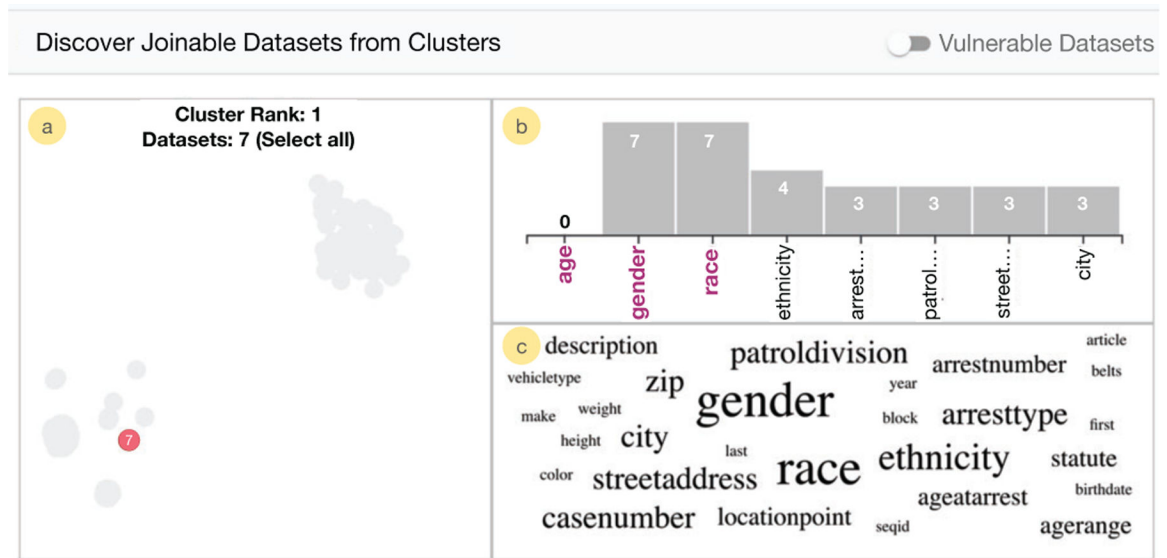 Discover Joinable Datasets from Clusters
Vulnerable Datasets
a
Cluster Rank: 1
Datasets: 7 (Select all)
7
b
0
7
7
4
3
3
3
3
age
gender
race
ethnicity
arrest...
patrol...
street...
city
c
description
patroldivision
article
vehicletype
zip
arrestnumber
belts
make
weight
gender
year
block
arresttype
first
height
city
last
ethnicity
statute
color
streetaddress
race
ageatarrest
birthdate
casenumber
locationpoint
seqid
agerange